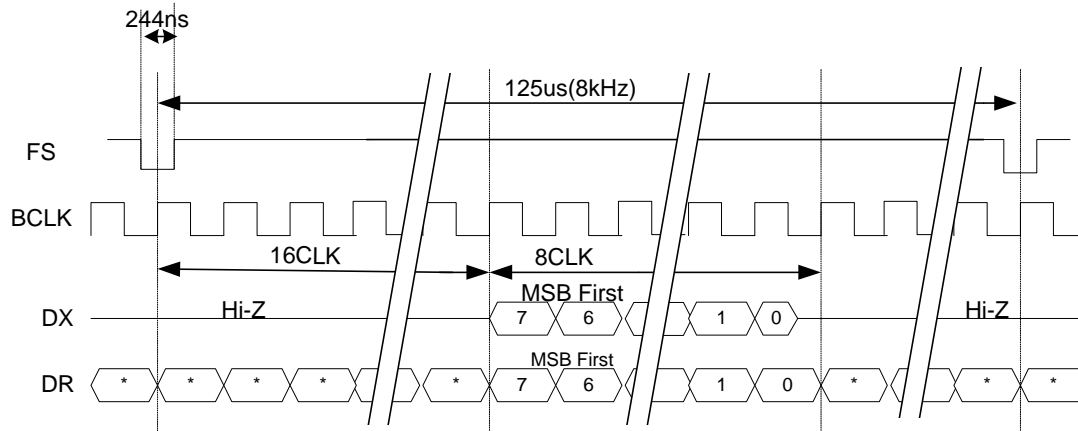 244ns
125us(8kHz)
FS
BCLK
16CLK 8CLK
MSB First
DX Hi-Z 7 6 1 0 Hi-Z
MSB First
DR * * * * * 7 6 1 0 * * *